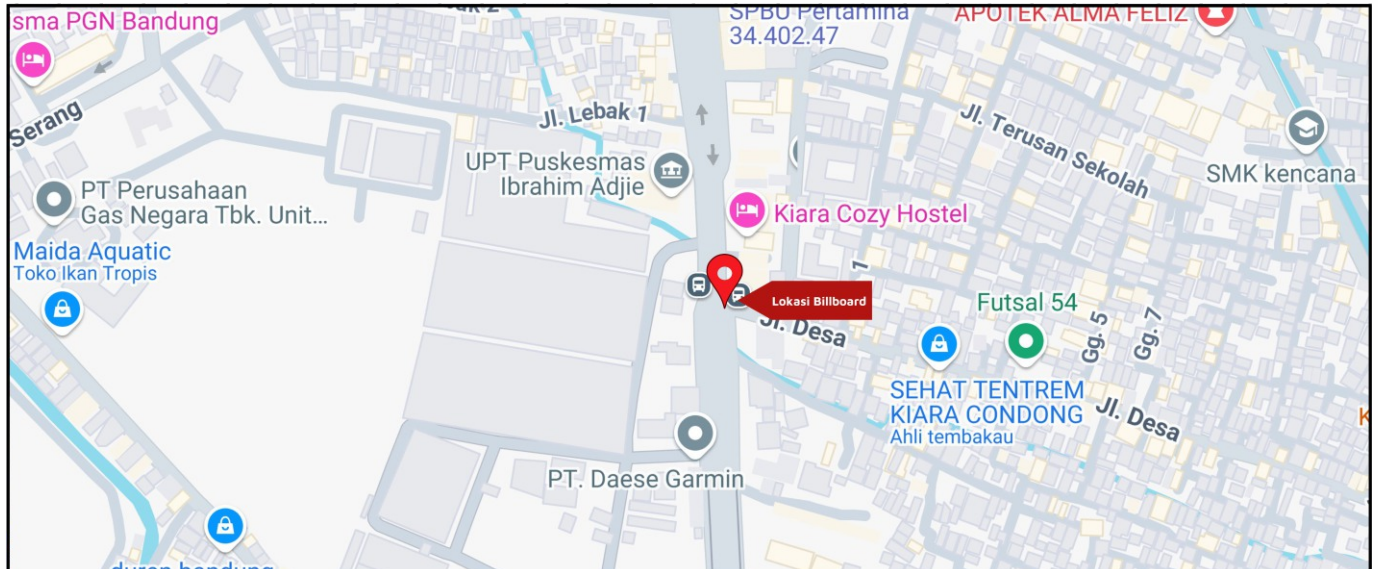 sma PGN Bandung
SPBU Pertamina
34.402.47
APOTEK ALMA FELIZ
Serang
Jl. Lebak 1
Jl. Terusan Sekolah
SMK kencana
UPT Puskesmas
Ibrahim Adjie
PT Perusahaan
Gas Negara Tbk. Unit...
Kiara Cozy Hostel
Maida Aquatic
Toko Ikan Tropis
1
Lokasi Billboard
Futsal 54
Jl. Desa
Gg. 5
Gg. 7
SEHAT TENTREM
KIARA CONDONG
Ahli tembakau
Jl. Desa
K
PT. Daese Garmin